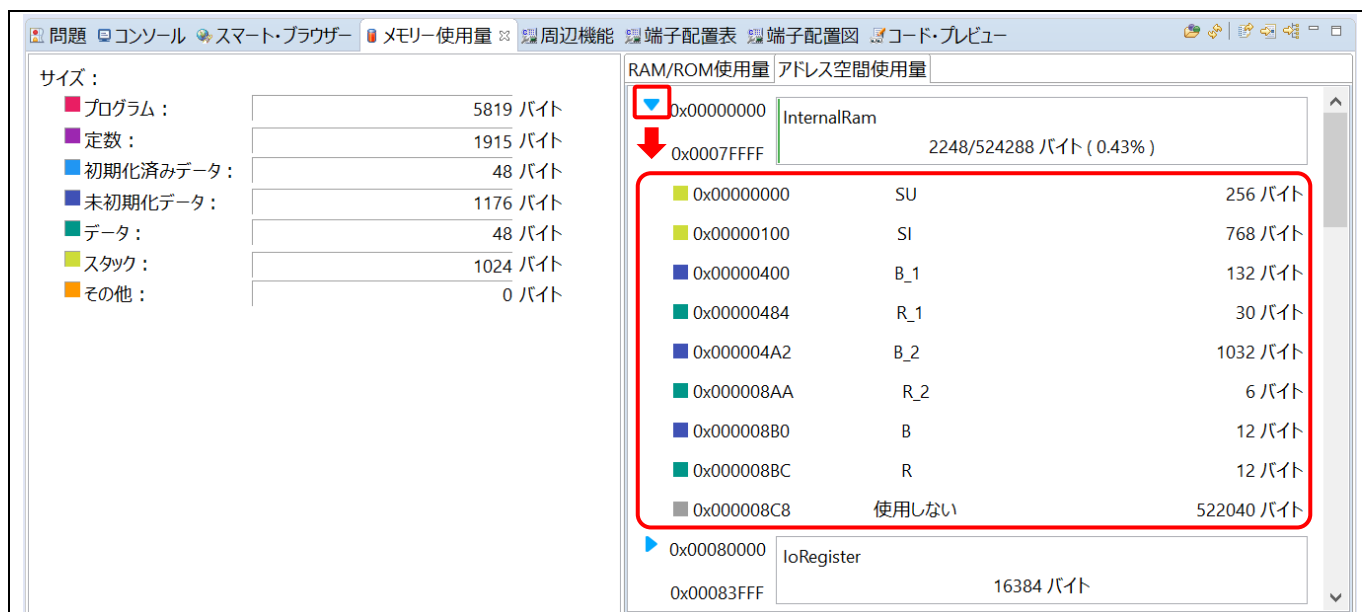 問題 コンソール スマート・ブラウザー メモリー使用量 周辺機能 端子配置表 端子配置図 コード・プレビュー
サイズ：
プログラム： 5819 バイト
定数： 1915 バイト
初期化済みデータ： 48 バイト
未初期化データ： 1176 バイト
データ： 48 バイト
スタック： 1024 バイト
その他： 0 バイト
RAM/ROM使用量 アドレス空間使用量
0x00000000 InternalRam
0x0007FFFF 2248/524288 バイト ( 0.43% )
0x00000000 SU 256 バイト
0x00000100 SI 768 バイト
0x00000400 B_1 132 バイト
0x00000484 R_1 30 バイト
0x000004A2 B_2 1032 バイト
0x000008AA R_2 6 バイト
0x000008B0 B 12 バイト
0x000008BC R 12 バイト
0x000008C8 使用しない 522040 バイト
0x00080000 IoRegister
0x00083FFF 16384 バイト